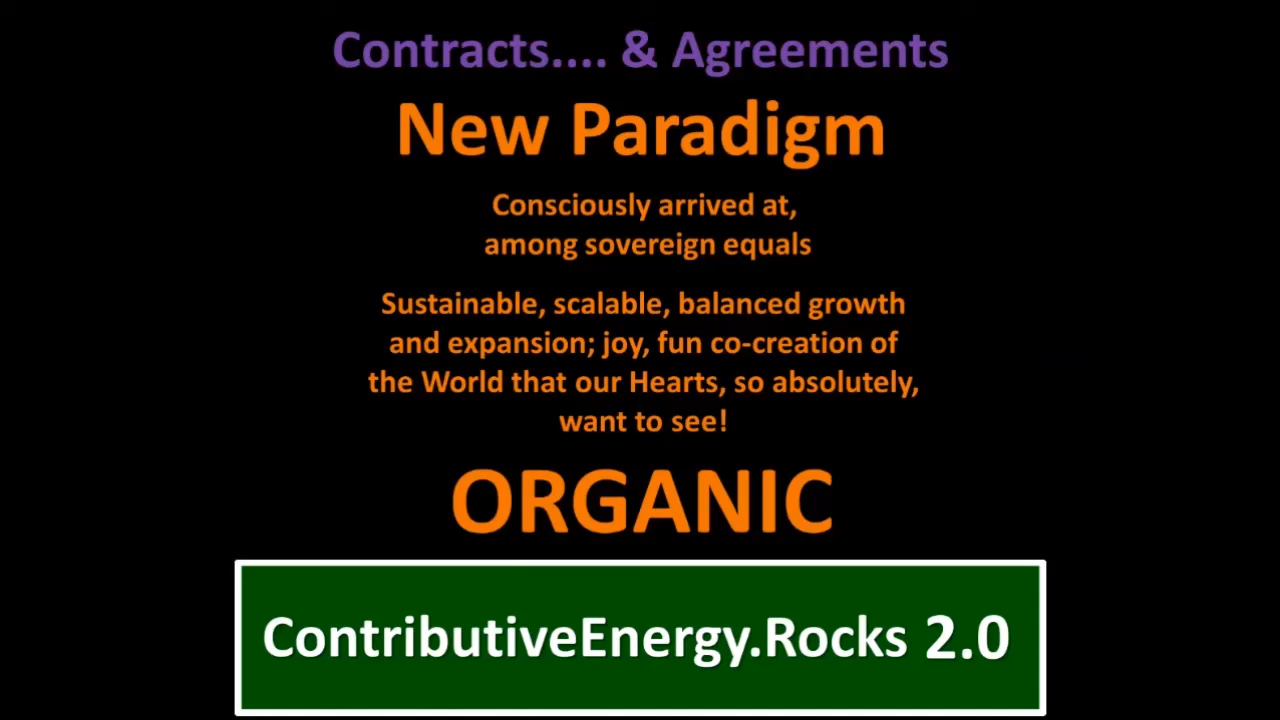 Contracts.... & Agreements
New Paradigm
Consciously arrived at,
among sovereign equals
Sustainable, scalable, balanced growth
and expansion; joy, fun co-creation of
the World that our Hearts, so absolutely,
want to see!
ORGANIC
ContributiveEnergy.Rocks 2.0